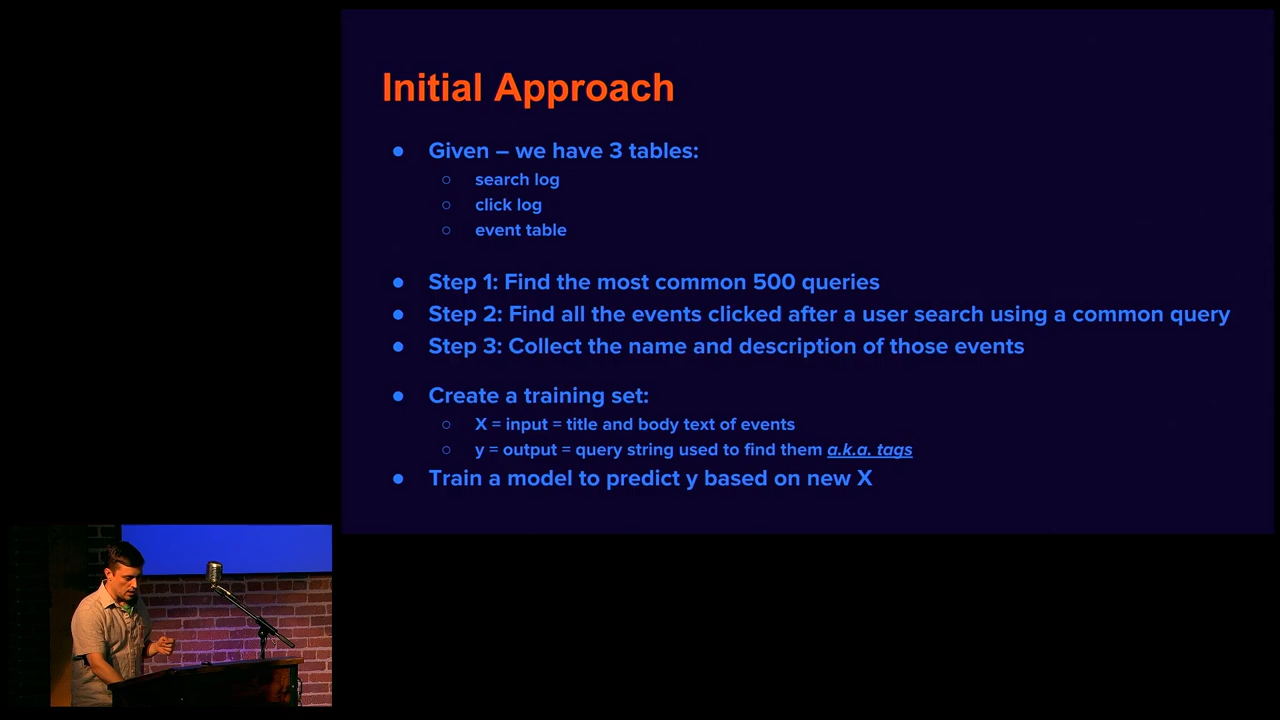 Initial Approach
● Given – we have 3 tables:
○ search log
○ click log
○ event table
● Step 1: Find the most common 500 queries
● Step 2: Find all the events clicked after a user search using a common query
● Step 3: Collect the name and description of those events
● Create a training set:
○ X = input = title and body text of events
○ y = output = query string used to find them a.k.a. tags
● Train a model to predict y based on new X